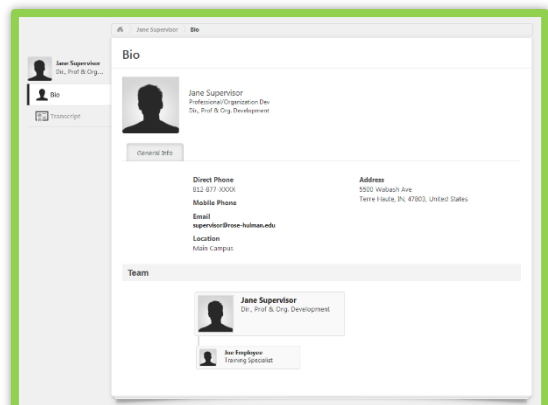 Jane Supervisor
Bio
Jane Supervisor
Dir., Prof & Org...
Bio
Transcript
Bio
Jane Supervisor
Professional/Organization Dev
Dir., Prof & Org. Development
General Info
Direct Phone
812-877-XXXX
Mobile Phone
Email
supervisor@rose-hulman.edu
Location
Main Campus
Address
5500 Wabash Ave
Terre Haute, IN, 47803, United States
Team
Jane Supervisor
Dir., Prof & Org. Development
Joe Employee
Training Specialist